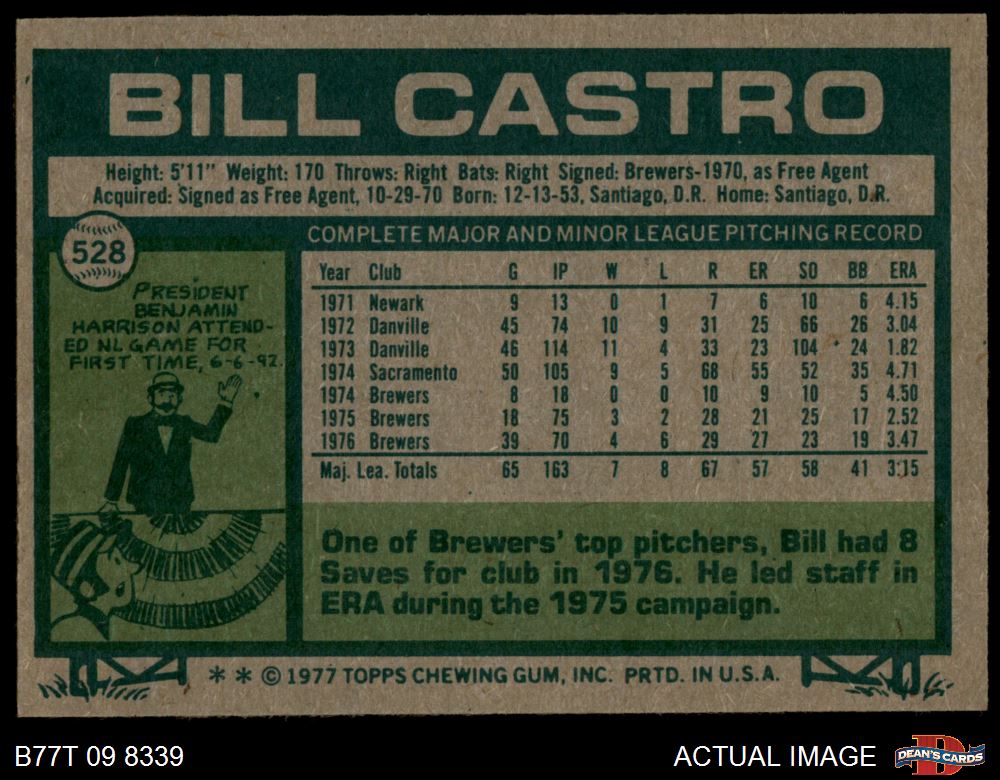 BILL CASTRO
Height: 5'11" Weight: 170 Throws: Right Bats: Right Signed: Brewers-1970, as Free Agent
Acquired: Signed as Free Agent, 10-29-70 Born: 12-13-53, Santiago, D.R. Home: Santiago, D.R.
528
PRESIDENT
BENJAMIN
HARRISON ATTEND-
ED NL GAME FOR
FIRST TIME, 6-6-92.
COMPLETE MAJOR AND MINOR LEAGUE PITCHING RECORD
Year Club G IP W L R ER SO BB ERA
1971 Newark 9 13 0 1 7 6 10 6 4.15
1972 Danville 45 74 10 9 31 25 66 26 3.04
1973 Danville 46 114 11 4 33 23 104 24 1.82
1974 Sacramento 50 105 9 5 68 55 52 35 4.71
1974 Brewers 8 18 0 0 10 9 10 5 4.50
1975 Brewers 18 75 3 2 28 21 25 17 2.52
1976 Brewers 39 70 4 6 29 27 23 19 3.47
Maj. Lea. Totals 65 163 7 8 67 57 58 41 3.15
One of Brewers' top pitchers, Bill had 8
Saves for club in 1976. He led staff in
ERA during the 1975 campaign.
** © 1977 TOPPS CHEWING GUM, INC. PRTD. IN U.S.A.
B77T 09 8339
ACTUAL IMAGE
D
DEAN'S CARDS